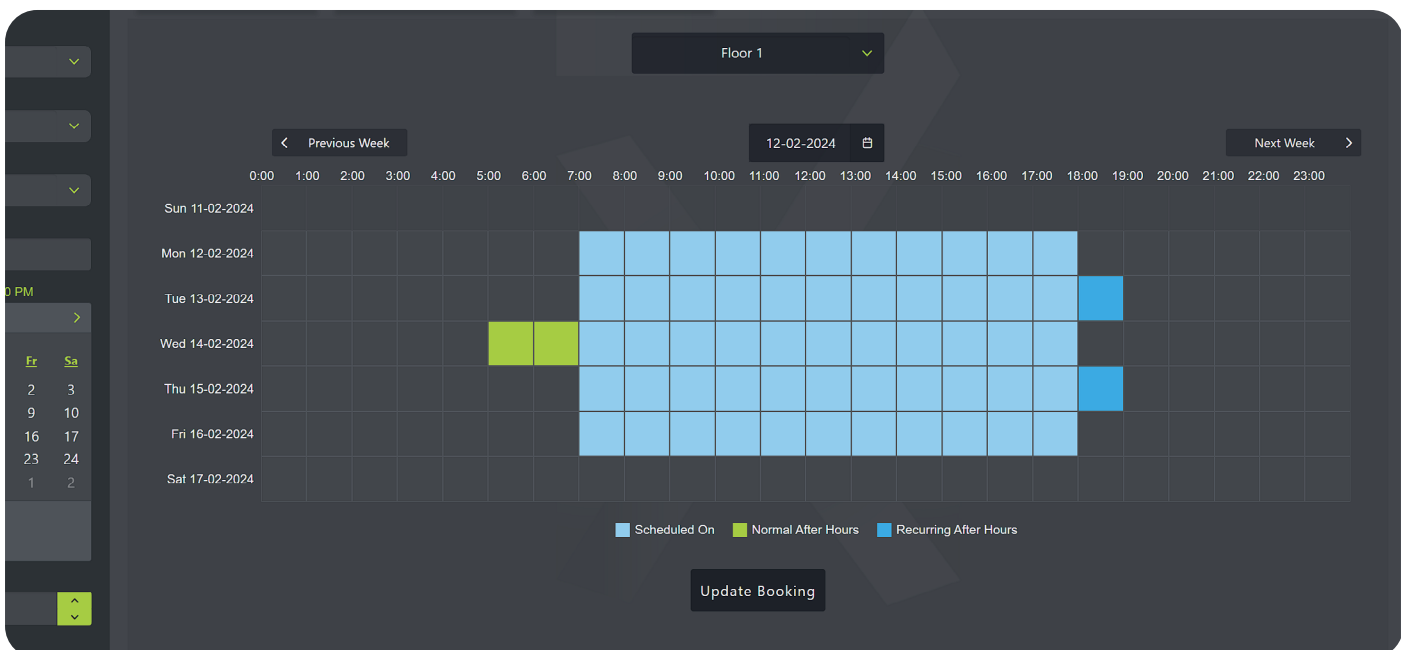 Floor 1
Previous Week
12-02-2024
Next Week
0:00 1:00 2:00 3:00 4:00 5:00 6:00 7:00 8:00 9:00 10:00 11:00 12:00 13:00 14:00 15:00 16:00 17:00 18:00 19:00 20:00 21:00 22:00 23:00
Sun 11-02-2024
Mon 12-02-2024
Tue 13-02-2024
Wed 14-02-2024
Thu 15-02-2024
Fri 16-02-2024
Sat 17-02-2024
Scheduled On Normal After Hours Recurring After Hours
Update Booking
0 PM
Fr Sa
2 3
9 10
16 17
23 24
1 2